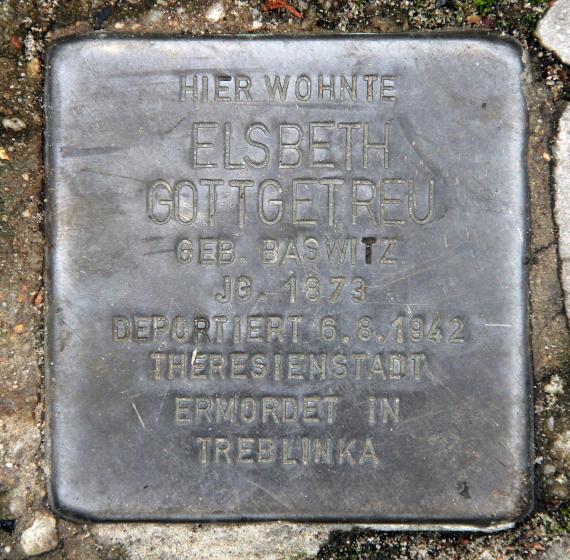 HIER WOHNTE
ELSBETH
GOTTGETREU
GEB. BASWITZ
JG. 1873
DEPORTIERT 6.8.1942
THERESIENSTADT
ERMORDET IN
TREBLINKA